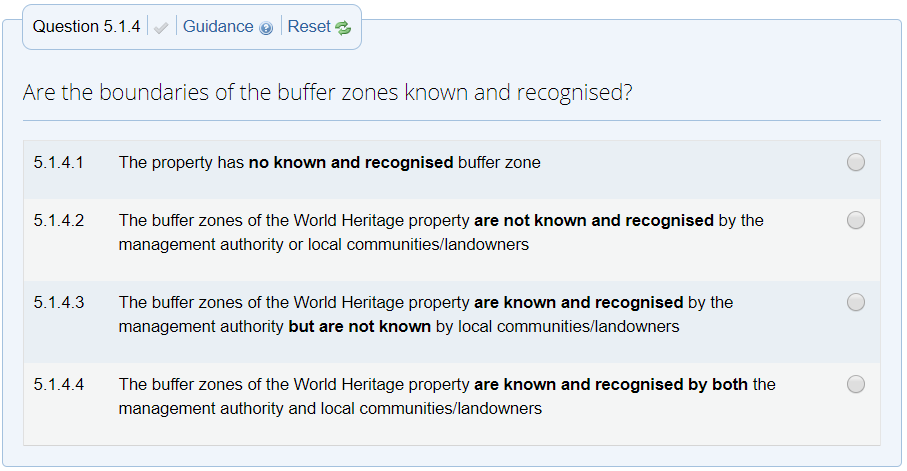 Question 5.1.4 Guidance Reset
Are the boundaries of the buffer zones known and recognised?
5.1.4.1 The property has no known and recognised buffer zone
5.1.4.2 The buffer zones of the World Heritage property are not known and recognised by the
management authority or local communities/landowners
5.1.4.3 The buffer zones of the World Heritage property are known and recognised by the
management authority but are not known by local communities/landowners
5.1.4.4 The buffer zones of the World Heritage property are known and recognised by both the
management authority and local communities/landowners